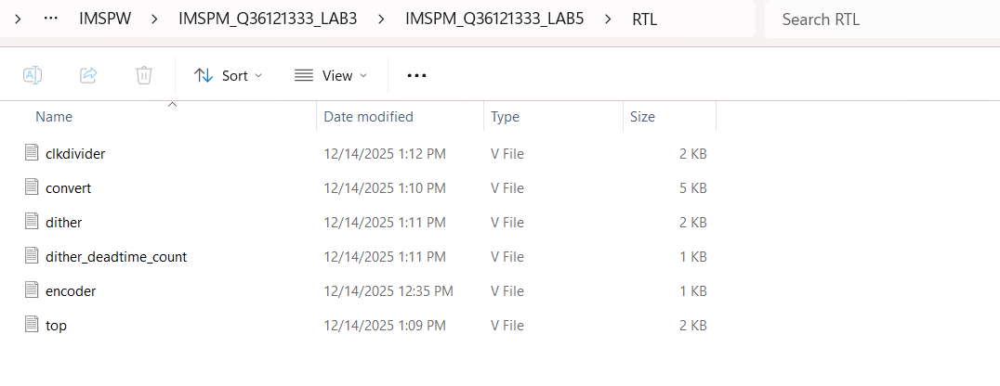 ··· IMSPW > IMSPM_Q36121333_LAB3 > IMSPM_Q36121333_LAB5 > RTL Search RTL
Sort View ···
Name Date modified Type Size
clkdivider 12/14/2025 1:12 PM V File 2 KB
convert 12/14/2025 1:10 PM V File 5 KB
dither 12/14/2025 1:11 PM V File 2 KB
dither_deadtime_count 12/14/2025 1:11 PM V File 1 KB
encoder 12/14/2025 12:35 PM V File 1 KB
top 12/14/2025 1:09 PM V File 2 KB